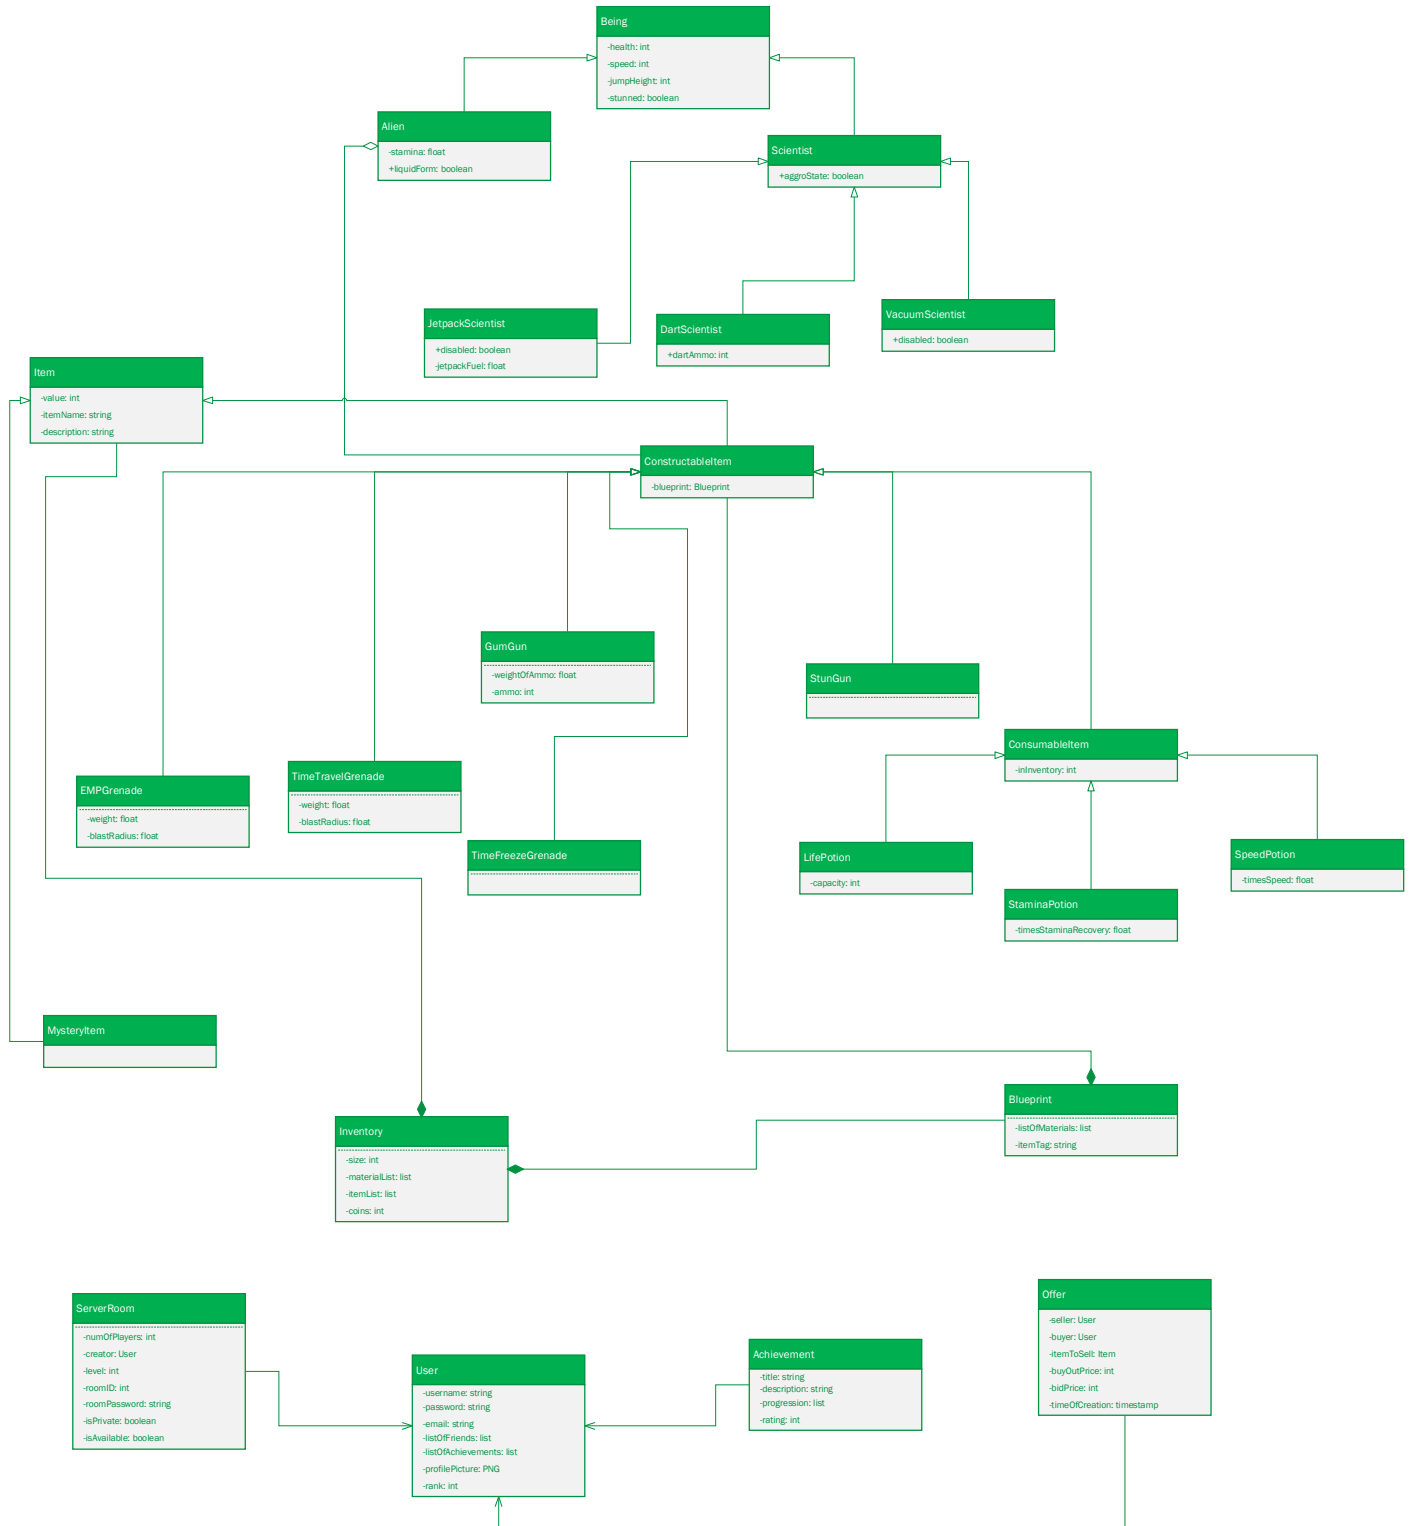 Being
-health: int
-speed: int
-jumpHeight: int
-stunned: boolean
Alien
-stamina: float
+liquidForm: boolean
Scientist
+aggroState: boolean
JetpackScientist
+disabled: boolean
-jetpackFuel: float
DartScientist
+dartAmmo: int
VacuumScientist
+disabled: boolean
Item
-value: int
-itemName: string
-description: string
ConstructableItem
-blueprint: Blueprint
GumGun
-weightOfAmmo: float
-ammo: int
StunGun
ConsumableItem
-inInventory: int
EMPGrenade
-weight: float
-blastRadius: float
TimeTravelGrenade
-weight: float
-blastRadius: float
TimeFreezeGrenade
LifePotion
-capacity: int
StaminaPotion
-timesStaminaRecovery: float
SpeedPotion
-timesSpeed: float
MysteryItem
Inventory
-size: int
-materialList: list
-itemList: list
-coins: int
Blueprint
-listOfMaterials: list
-itemTag: string
ServerRoom
-numOfPlayers: int
-creator: User
-level: int
-roomID: int
-roomPassword: string
-isPrivate: boolean
-isAvailable: boolean
User
-username: string
-password: string
-email: string
-listOfFriends: list
-listOfAchievements: list
-profilePicture: PNG
-rank: int
Achievement
-title: string
-description: string
-progression: list
-rating: int
Offer
-seller: User
-buyer: User
-itemToSell: Item
-buyOutPrice: int
-bidPrice: int
-timeOfCreation: timestamp